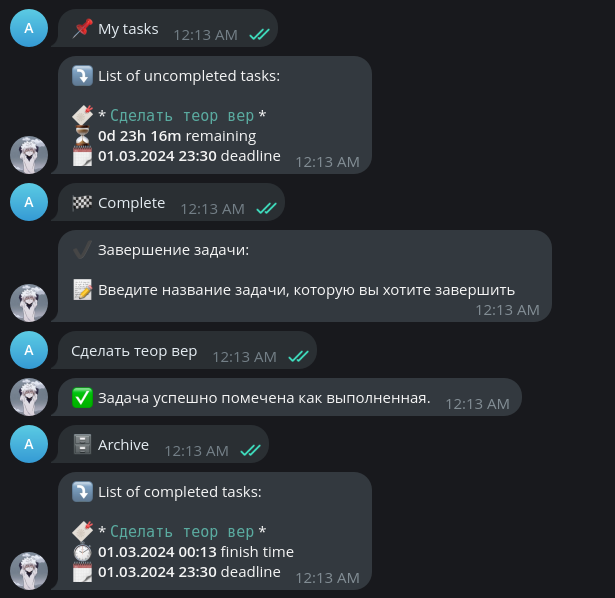 A
📌 My tasks 12:13 AM
⤵️ List of uncompleted tasks:
* Сделать теор вер *
⏳ 0d 23h 16m remaining
🗓 01.03.2024 23:30 deadline 12:13 AM
A
🏁 Complete 12:13 AM
✔️ Завершение задачи:
📝 Введите название задачи, которую вы хотите завершить
12:13 AM
A
Сделать теор вер 12:13 AM
✅ Задача успешно помечена как выполненная. 12:13 AM
A
🗄 Archive 12:13 AM
⤵️ List of completed tasks:
* Сделать теор вер *
⏱ 01.03.2024 00:13 finish time
🗓 01.03.2024 23:30 deadline 12:13 AM